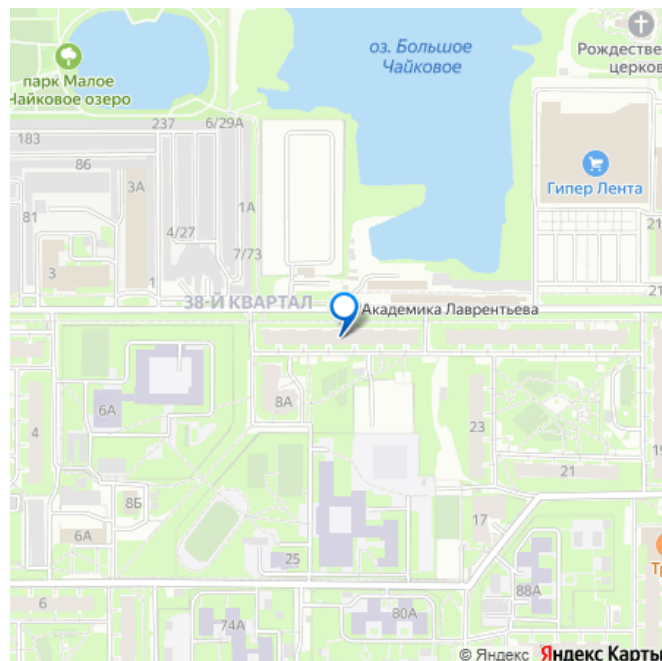 оз. Большое
Чайковое
Рождестве
церков
парк Малое
Чайковое озеро
237
6/29А
183
86
3А
Гипер Лента
1А
81
4/27
7/73
21
3
1
21
38-Й КВАРТАЛ
Академика Лаврентьева
8А
6А
4
23
19
21
8Б
17
6А
25
Тр
88А
6
74А
80А
© Яндекс Яндекс Карты